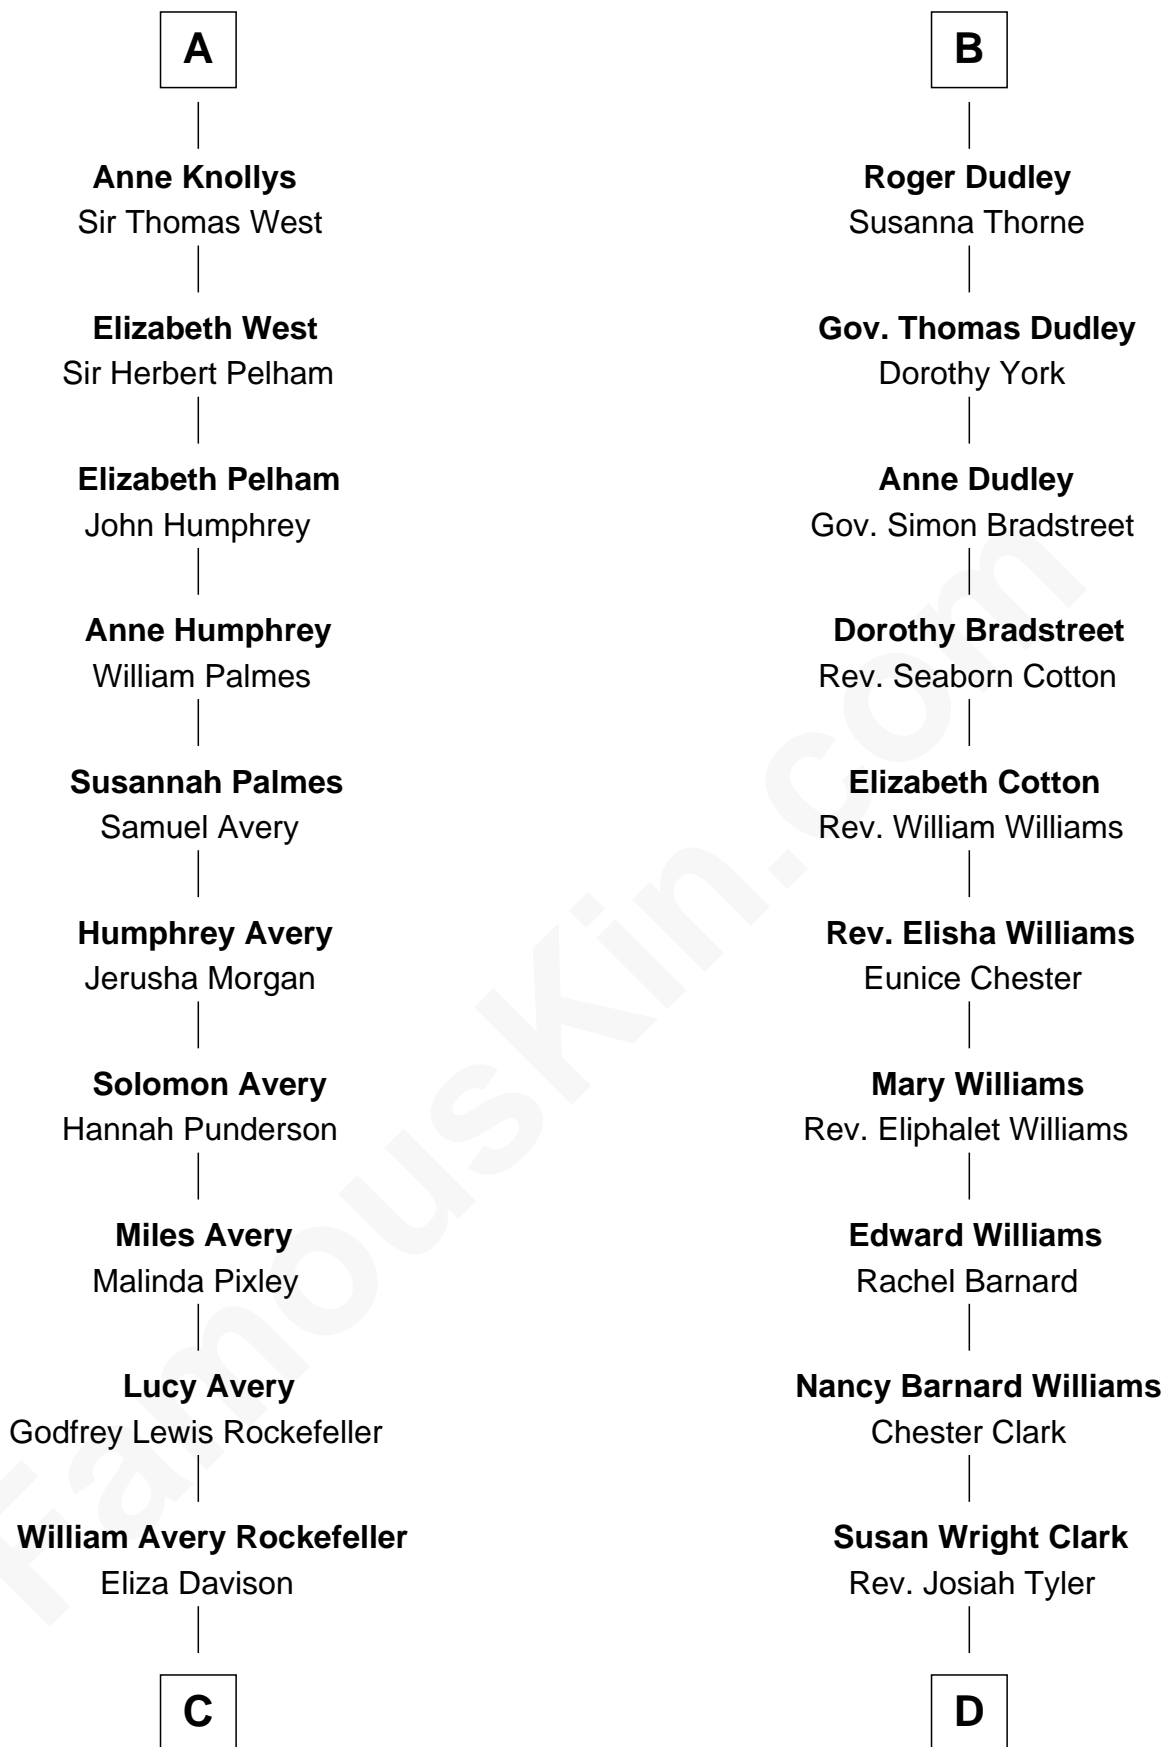 A
Anne Knollys
Sir Thomas West
Elizabeth West
Sir Herbert Pelham
Elizabeth Pelham
John Humphrey
Anne Humphrey
William Palmes
Susannah Palmes
Samuel Avery
Humphrey Avery
Jerusha Morgan
Solomon Avery
Hannah Punderson
Miles Avery
Malinda Pixley
Lucy Avery
Godfrey Lewis Rockefeller
William Avery Rockefeller
Eliza Davison
C
B
Roger Dudley
Susanna Thorne
Gov. Thomas Dudley
Dorothy York
Anne Dudley
Gov. Simon Bradstreet
Dorothy Bradstreet
Rev. Seaborn Cotton
Elizabeth Cotton
Rev. William Williams
Rev. Elisha Williams
Eunice Chester
Mary Williams
Rev. Eliphalet Williams
Edward Williams
Rachel Barnard
Nancy Barnard Williams
Chester Clark
Susan Wright Clark
Rev. Josiah Tyler
D
FamousKin.com